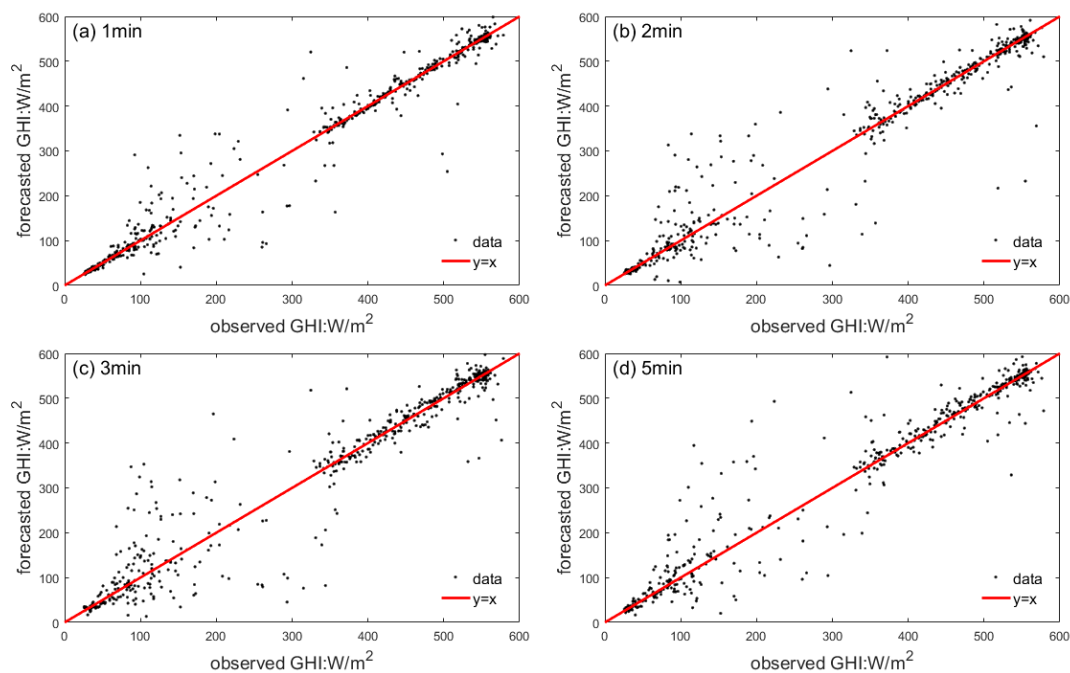 (a) 1min
600
500
400
300
200
100
0
0 100 200 300 400 500 600
forecasted GHI:W/m²
observed GHI:W/m²
data
y=x
(b) 2min
600
500
400
300
200
100
0
0 100 200 300 400 500 600
forecasted GHI:W/m²
observed GHI:W/m²
data
y=x
(c) 3min
600
500
400
300
200
100
0
0 100 200 300 400 500 600
forecasted GHI:W/m²
observed GHI:W/m²
data
y=x
(d) 5min
600
500
400
300
200
100
0
0 100 200 300 400 500 600
forecasted GHI:W/m²
observed GHI:W/m²
data
y=x